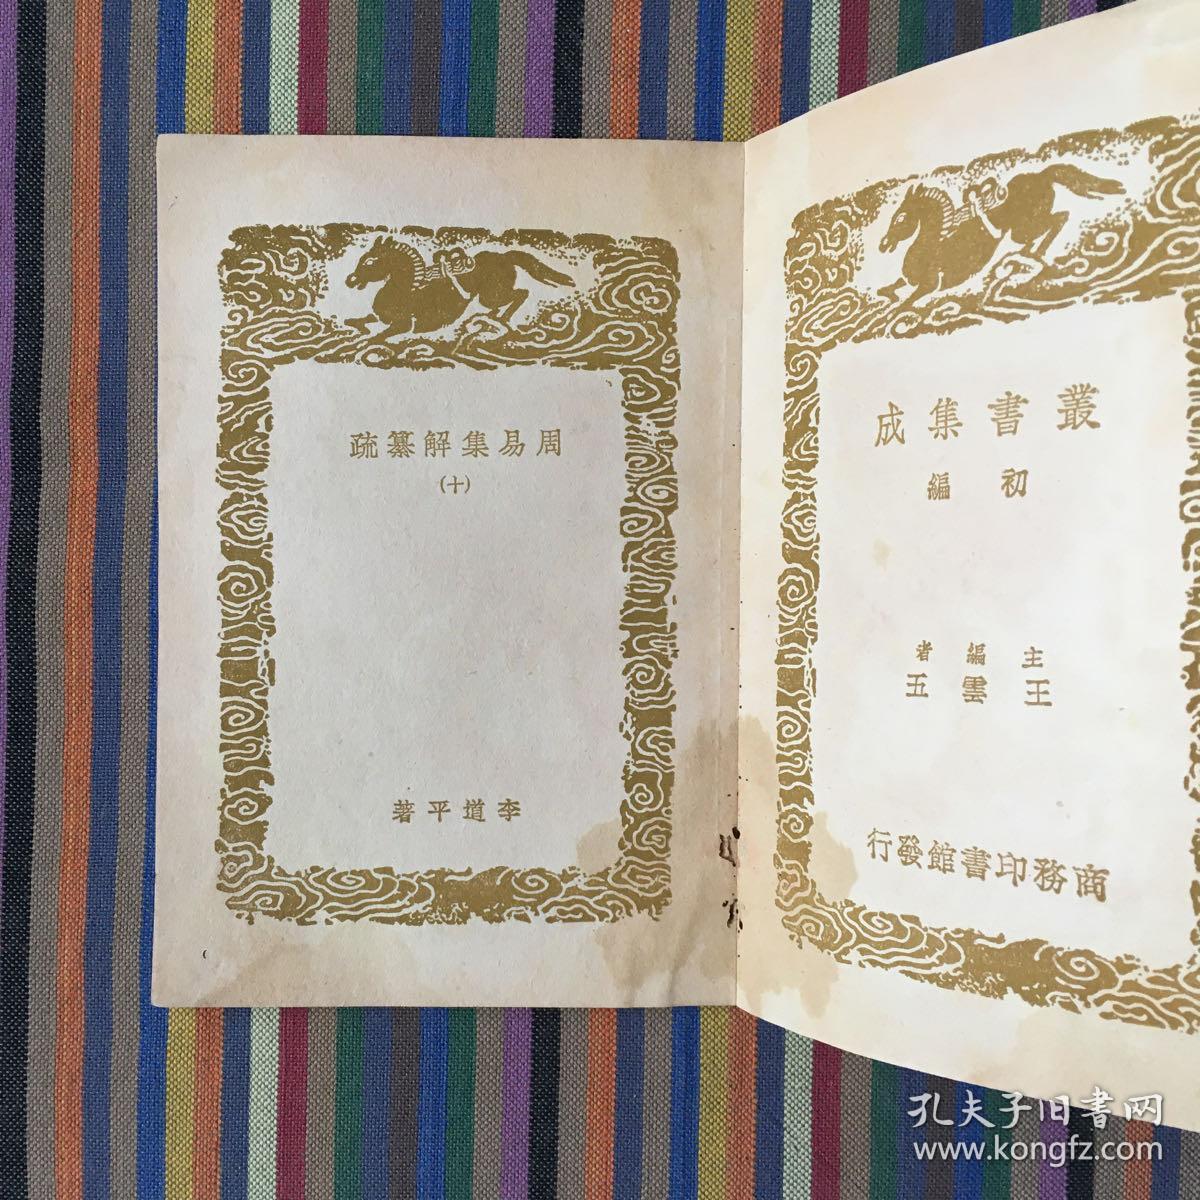 叢書集成
初編
主編者
王雲五
商務印書館發行
周易集解纂疏
(十)
李道平著
孔夫子旧书网
www.kongfz.com